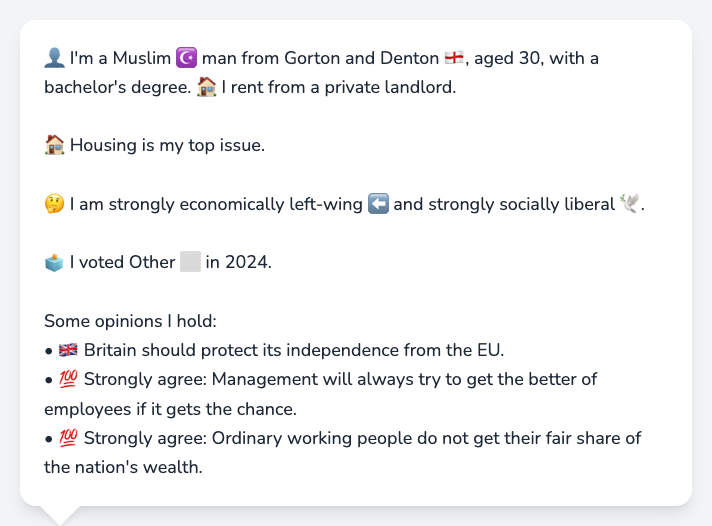 👤 I'm a Muslim ☪️ man from Gorton and Denton 🏴󠁧󠁢󠁥󠁮󠁧󠁿, aged 30, with a
bachelor's degree. 🏠 I rent from a private landlord.
🏠 Housing is my top issue.
🤔 I am strongly economically left-wing ⬅️ and strongly socially liberal 🕊️.
🗳️ I voted Other ⬜ in 2024.
Some opinions I hold:
• 🇬🇧 Britain should protect its independence from the EU.
• 💯 Strongly agree: Management will always try to get the better of
employees if it gets the chance.
• 💯 Strongly agree: Ordinary working people do not get their fair share of
the nation's wealth.